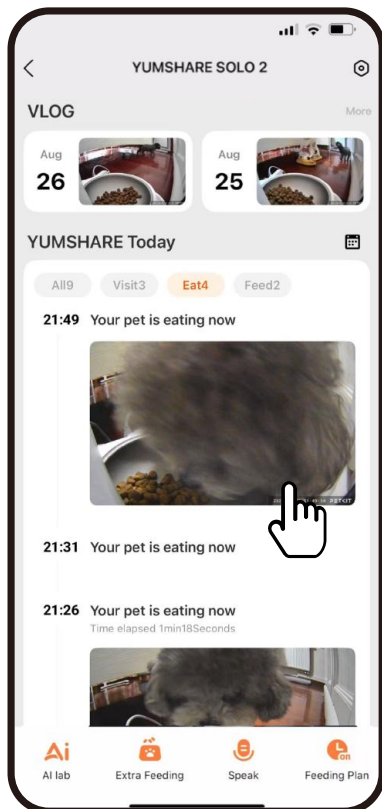 YUMSHARE SOLO 2
VLOG
More
Aug
26
Aug
25
YUMSHARE Today
All9
Visit3
Eat4
Feed2
21:49 Your pet is eating now
PETKIT
21:31 Your pet is eating now
21:26 Your pet is eating now
Time elapsed 1min18Seconds
on
Ai
AI lab
Extra Feeding
Speak
Feeding Plan